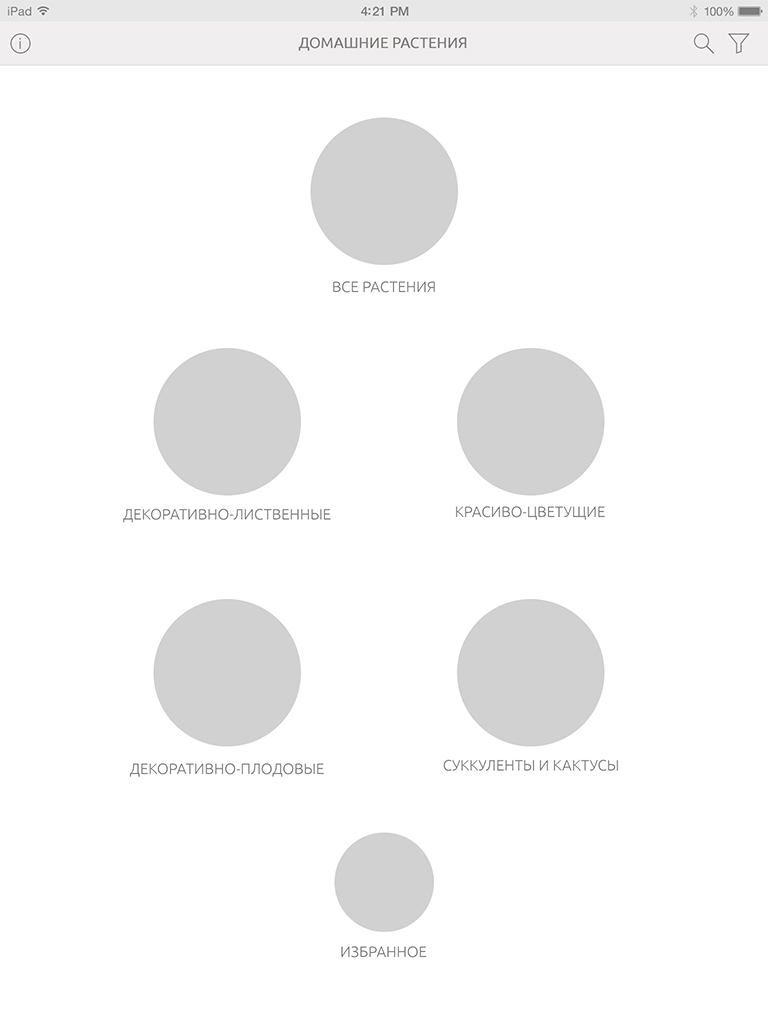 iPad 4:21 PM 100%
ДОМАШНИЕ РАСТЕНИЯ
ВСЕ РАСТЕНИЯ
ДЕКОРАТИВНО-ЛИСТВЕННЫЕ
КРАСИВО-ЦВЕТУЩИЕ
ДЕКОРАТИВНО-ПЛОДОВЫЕ
СУККУЛЕНТЫ И КАКТУСЫ
ИЗБРАННОЕ